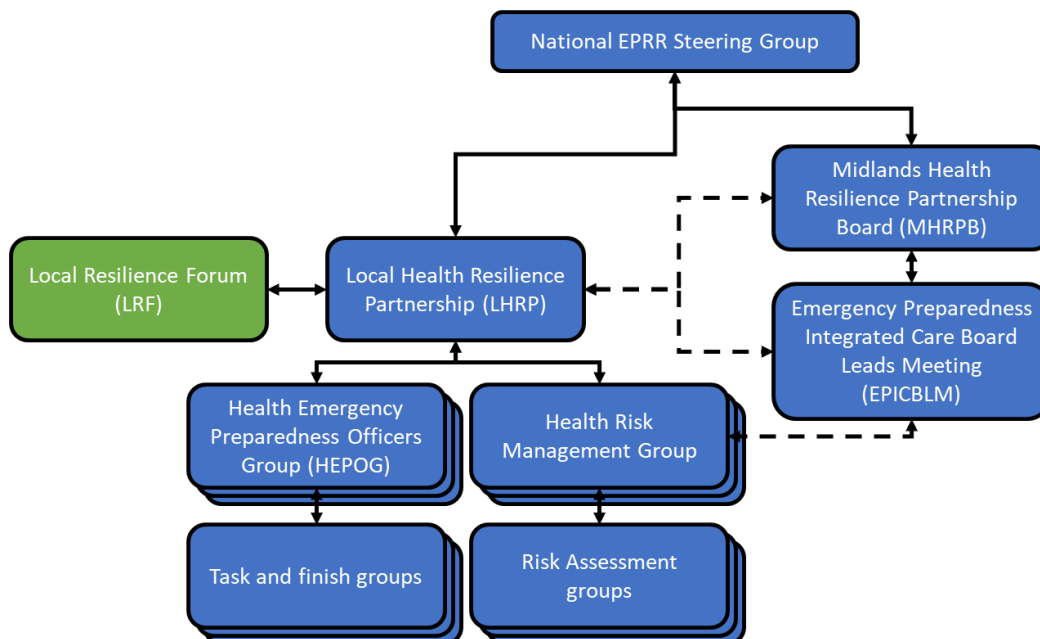 National EPRR Steering Group
Midlands Health
Resilience Partnership
Board (MHRPB)
Local Resilience Forum
(LRF)
Local Health Resilience
Partnership (LHRP)
Emergency Preparedness
Integrated Care Board
Leads Meeting
(EPICBLM)
Health Emergency
Preparedness Officers
Group (HEPOG)
Health Risk
Management Group
Task and finish groups
Risk Assessment
groups